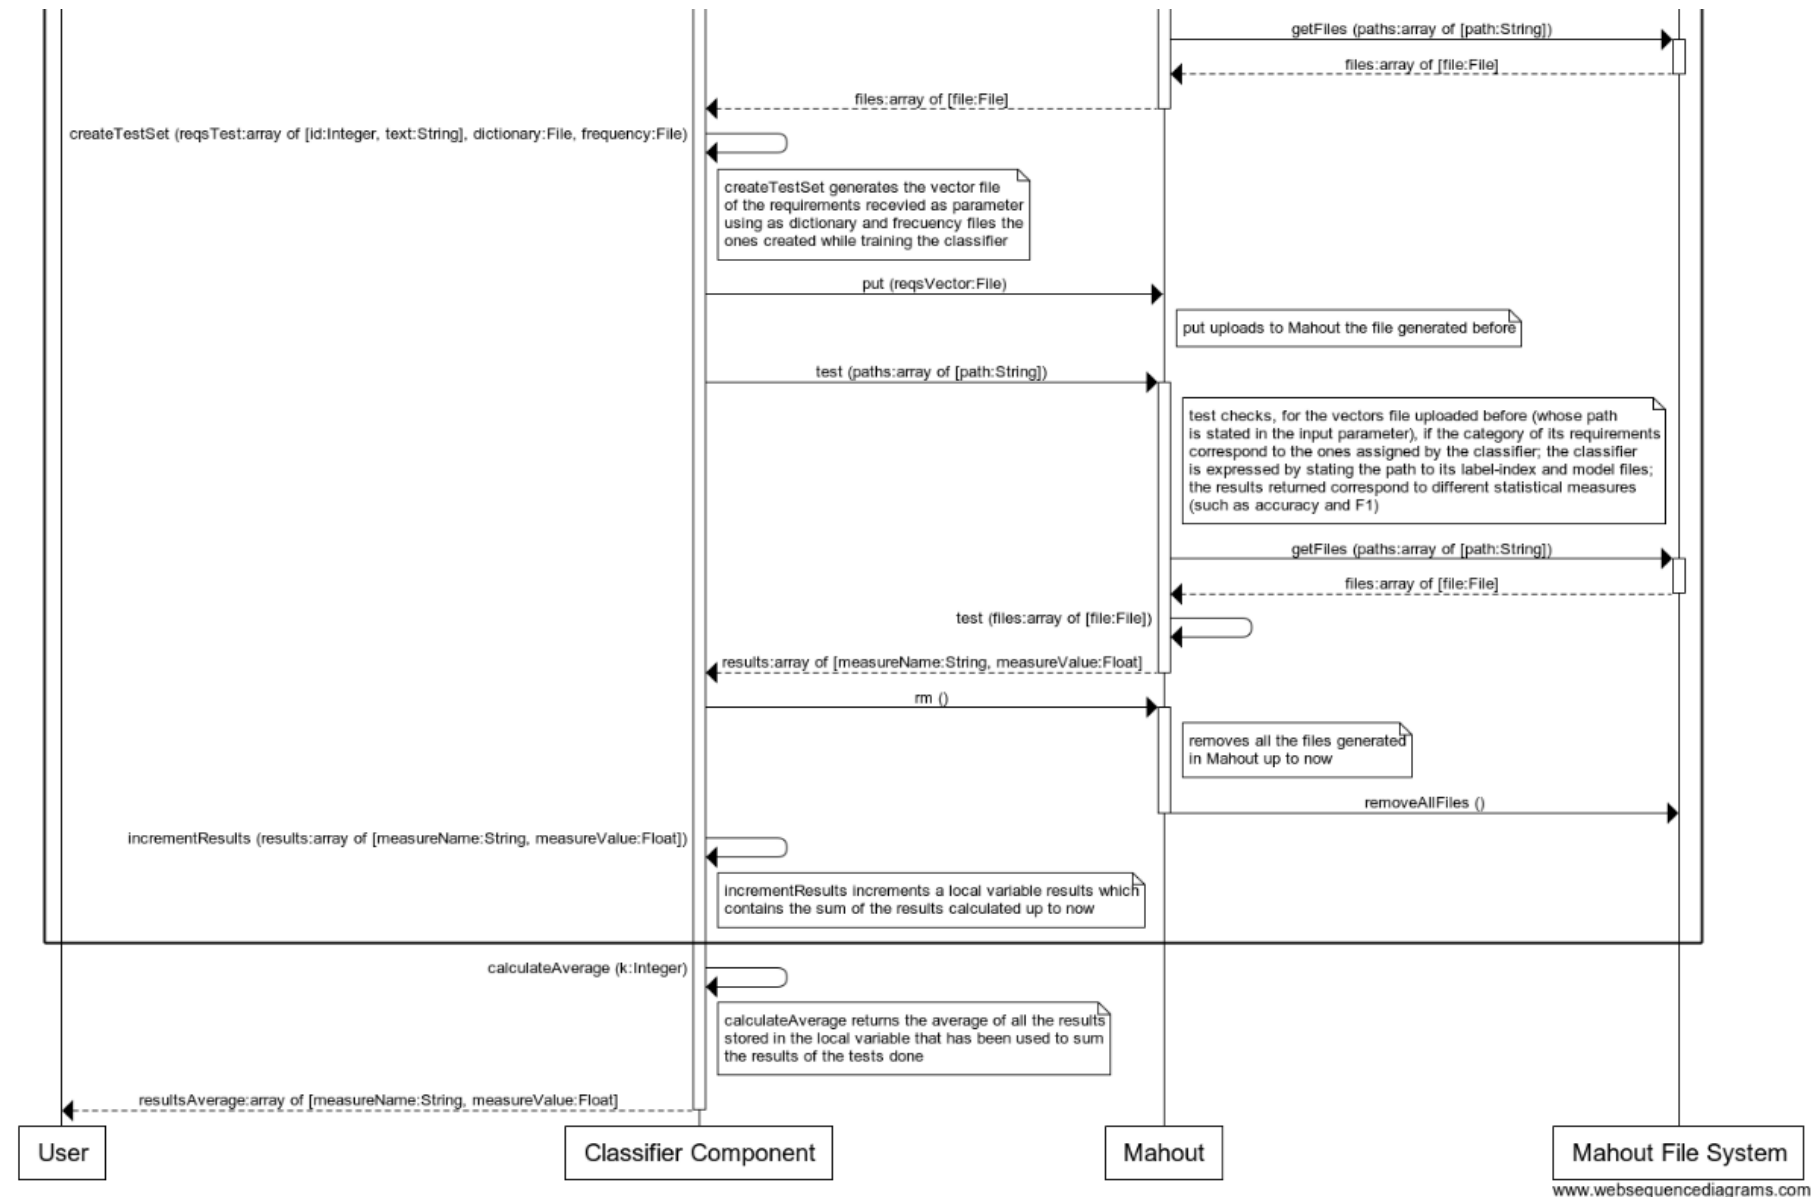 getFiles (paths:array of [path:String])
files:array of [file:File]
files:array of [file:File]
createTestSet (reqsTest:array of [id:Integer, text:String], dictionary:File, frequency:File)
createTestSet generates the vector file
of the requirements recevied as parameter
using as dictionary and frecuency files the
ones created while training the classifier
put (reqsVector:File)
put uploads to Mahout the file generated before
test (paths:array of [path:String])
test checks, for the vectors file uploaded before (whose path
is stated in the input parameter), if the category of its requirements
correspond to the ones assigned by the classifier; the classifier
is expressed by stating the path to its label-index and model files;
the results returned correspond to different statistical measures
(such as accuracy and F1)
getFiles (paths:array of [path:String])
files:array of [file:File]
test (files:array of [file:File])
results:array of [measureName:String, measureValue:Float]
rm ()
removes all the files generated
in Mahout up to now
removeAllFiles ()
incrementResults (results:array of [measureName:String, measureValue:Float])
incrementResults increments a local variable results which
contains the sum of the results calculated up to now
calculateAverage (k:Integer)
calculateAverage returns the average of all the results
stored in the local variable that has been used to sum
the results of the tests done
resultsAverage:array of [measureName:String, measureValue:Float]
User
Classifier Component
Mahout
Mahout File System
www.websequencediagrams.com